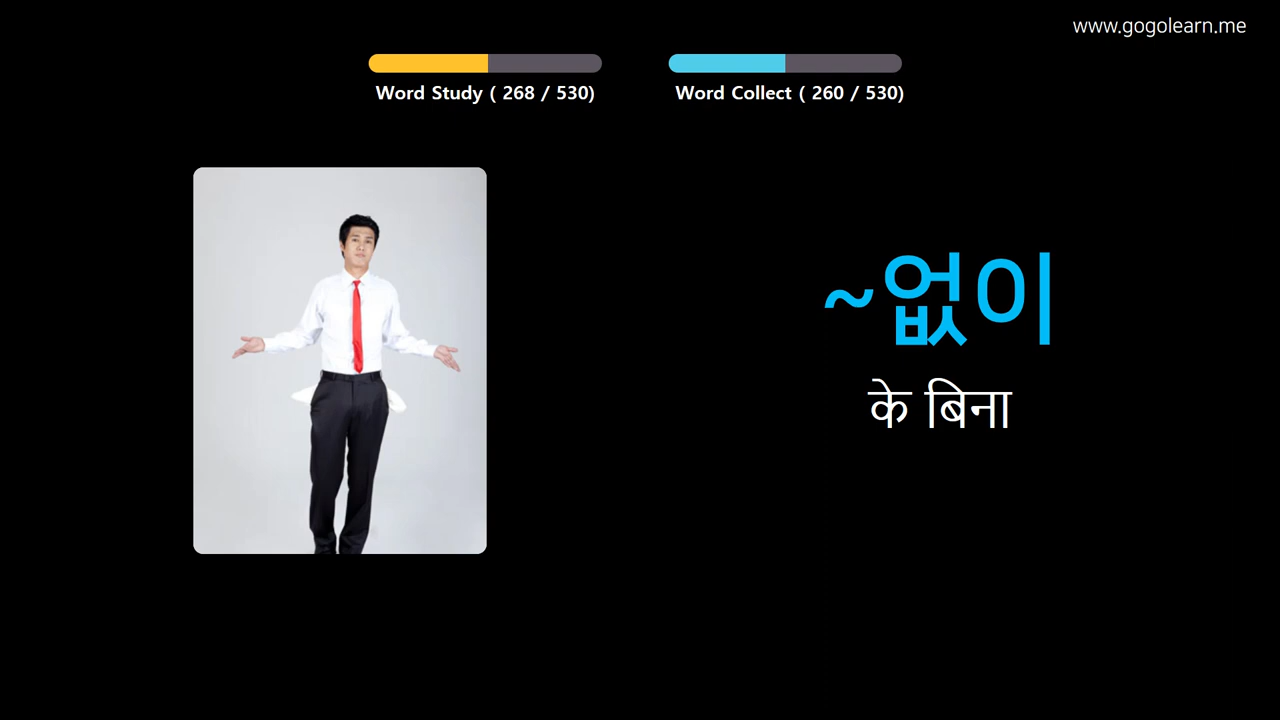 www.gogolearn.me
Word Study ( 268 / 530)
Word Collect ( 260 / 530)
~없이
के बिना